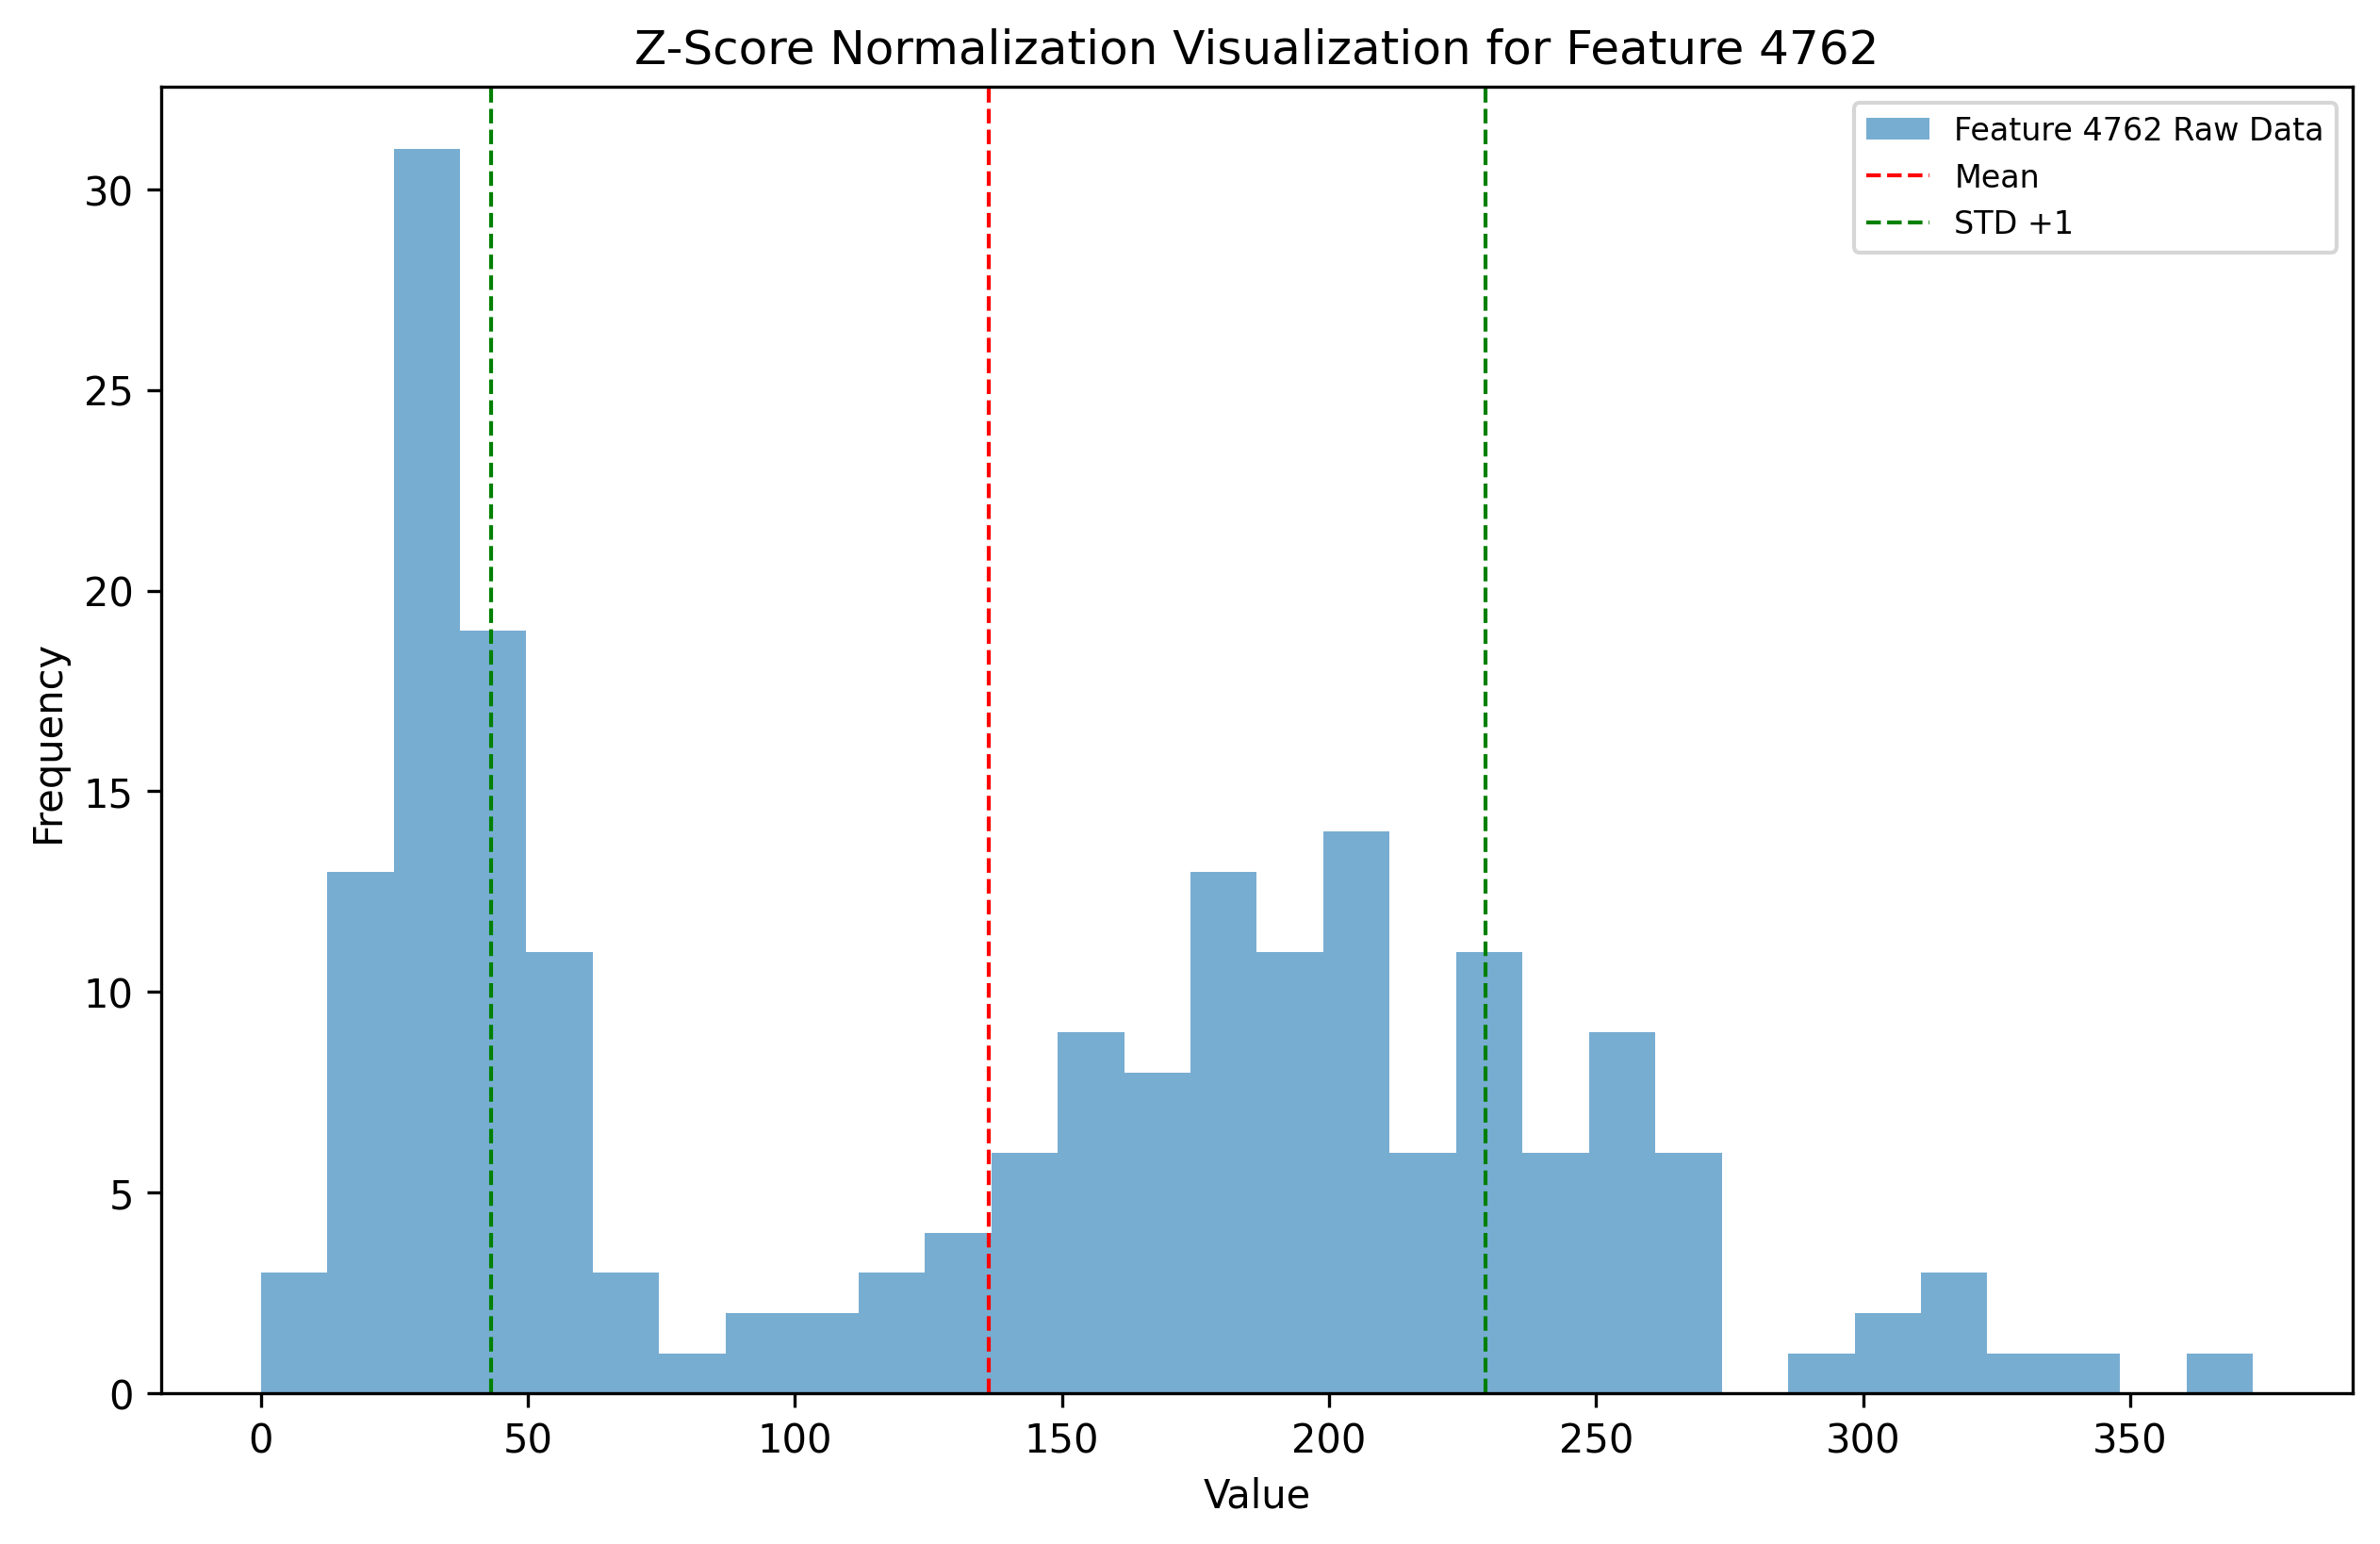 Z-Score Normalization Visualization for Feature 4762
Feature 4762 Raw Data
Mean
STD +1
Frequency
30
25
20
15
10
5
0
0 50 100 150 200 250 300 350
Value